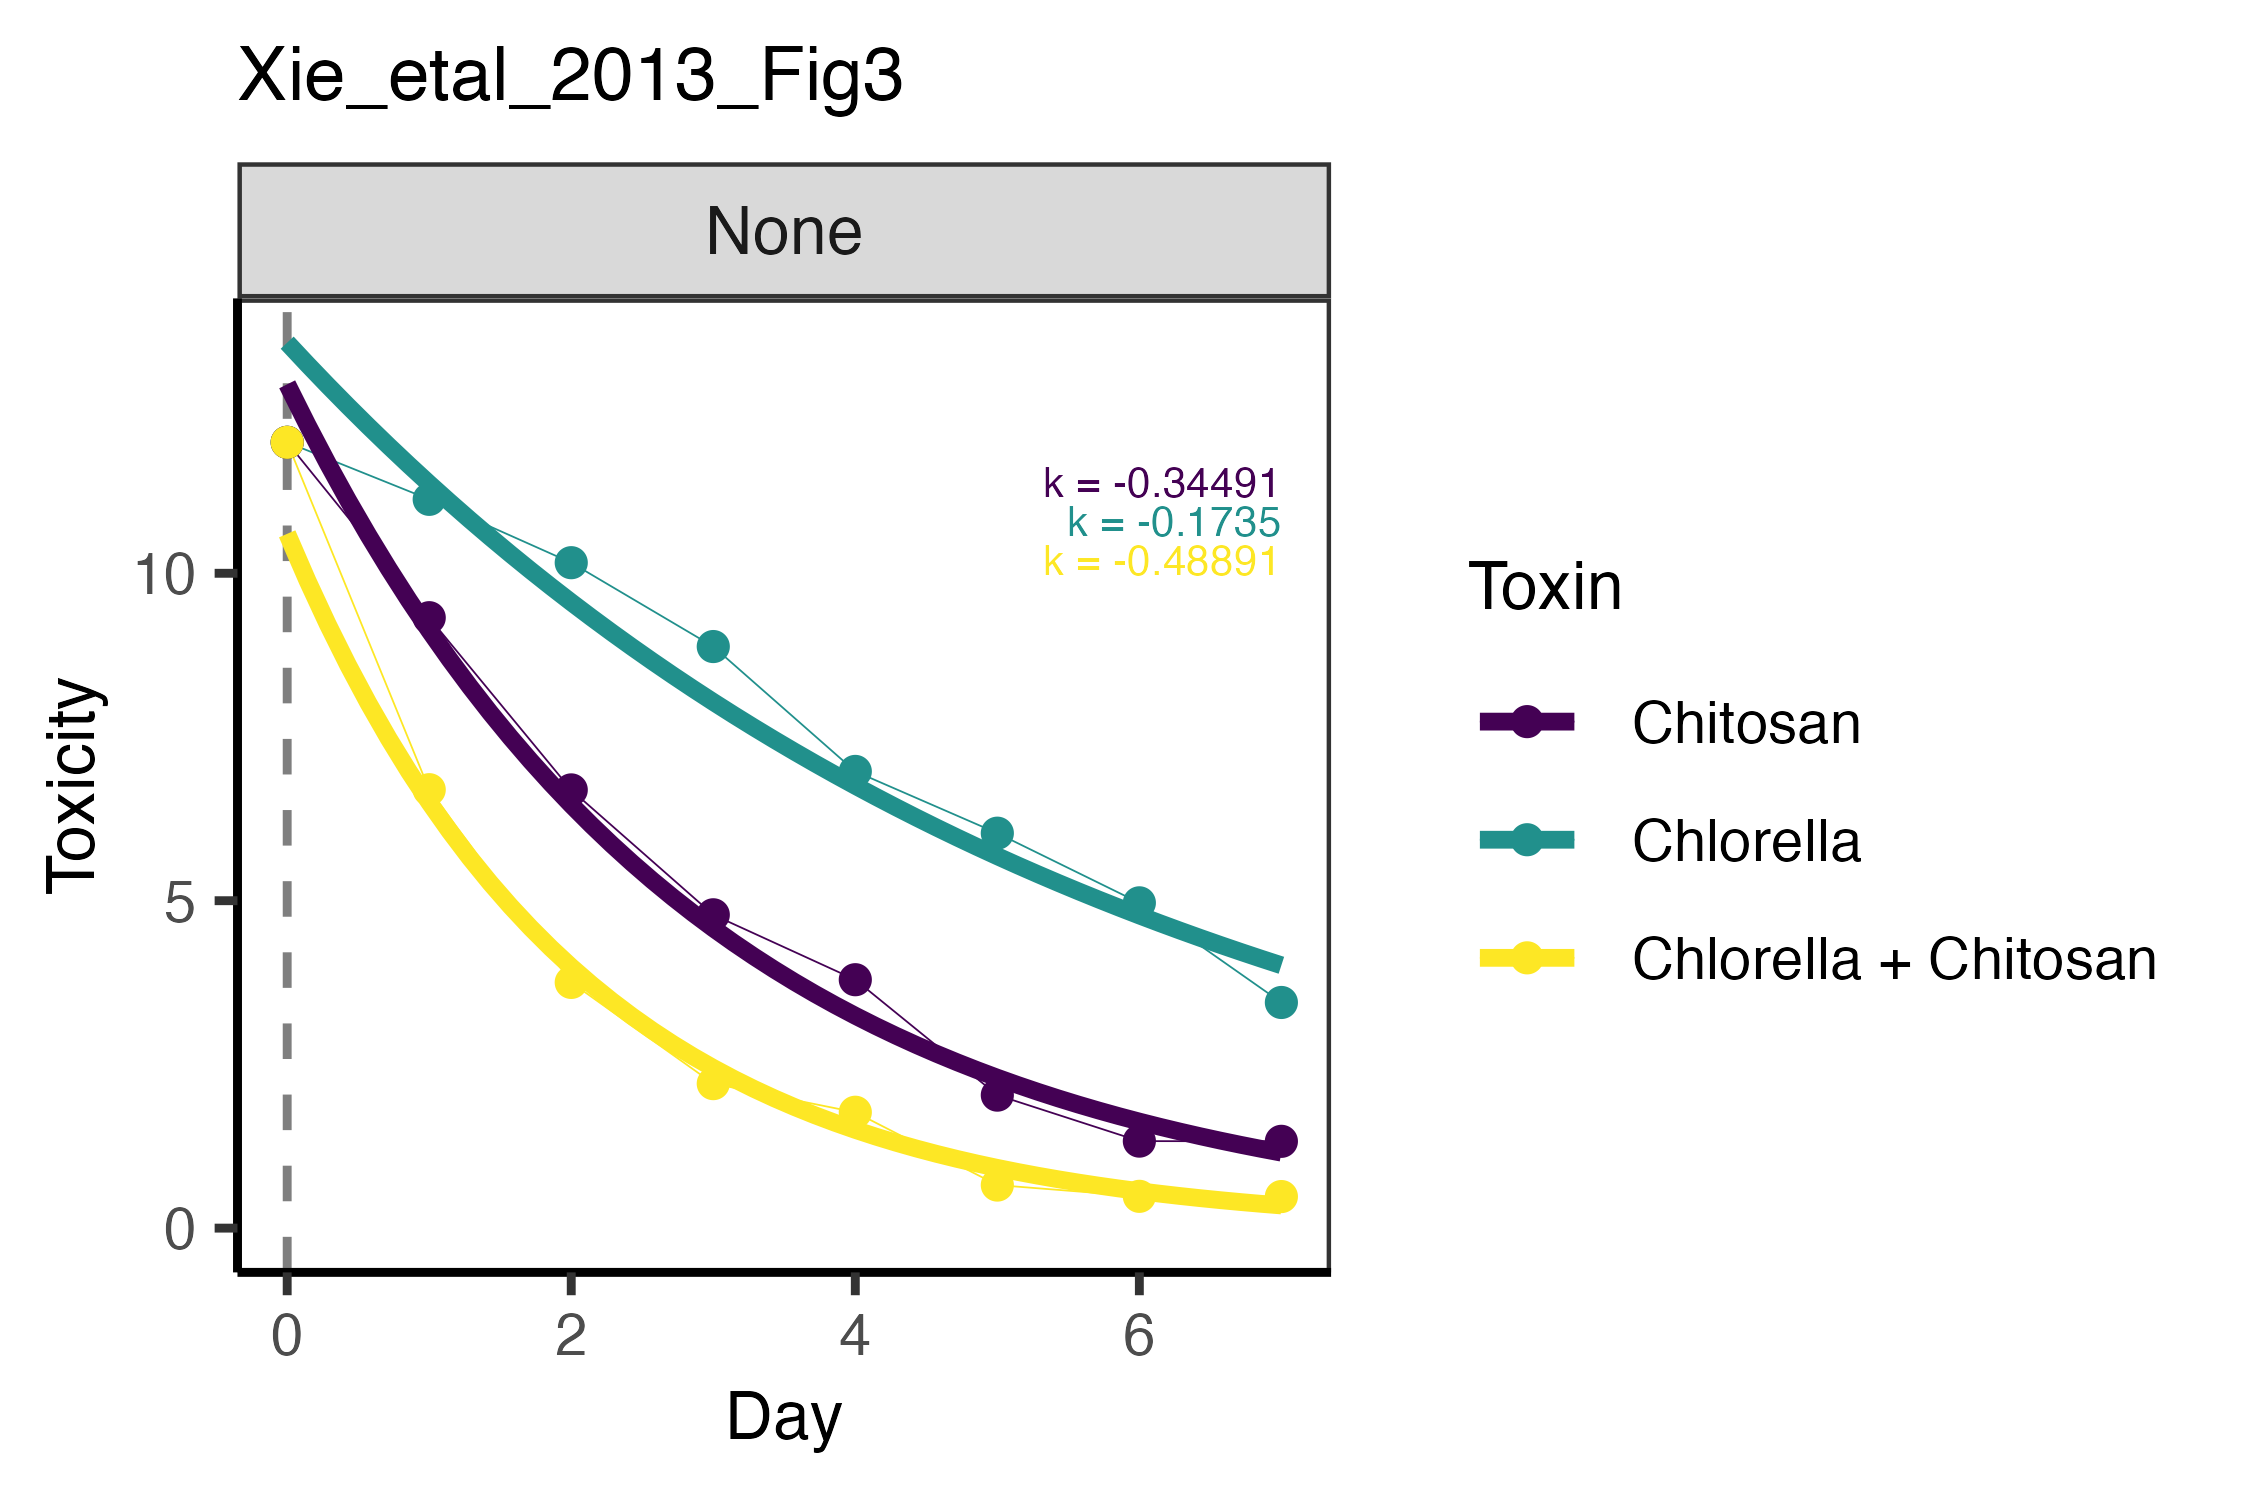 Xie_etal_2013_Fig3
None
k = -0.34491
k = -0.1735
k = -0.48891
10
5
0
Toxicity
0 2 4 6
Day
Toxin
Chitosan
Chlorella
Chlorella + Chitosan